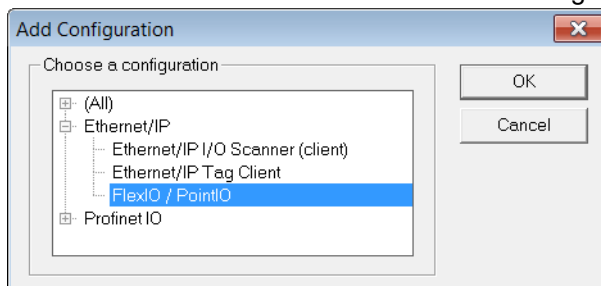 Add Configuration
Choose a configuration
OK
(All)
Ethernet/IP
Cancel
Ethernet/IP I/O Scanner (client)
Ethernet/IP Tag Client
FlexIO / PointIO
Profinet IO